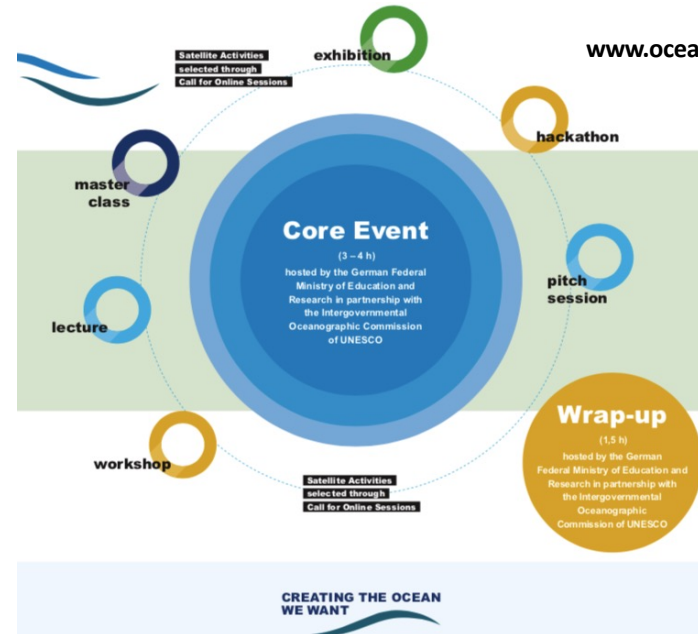 www.ocea
Satellite Activities
selected through
Call for Online Sessions
exhibition
hackathon
master
class
Core Event
(3 – 4 h)
hosted by the German Federal
Ministry of Education and
Research in partnership with
the Intergovernmental
Oceanographic Commission
of UNESCO
pitch
session
lecture
workshop
Wrap-up
(1,5 h)
hosted by the German
Federal Ministry of Education and
Research in partnership with
the Intergovernmental
Oceanographic
Commission of UNESCO
Satellite Activities
selected through
Call for Online Sessions
CREATING THE OCEAN
WE WANT